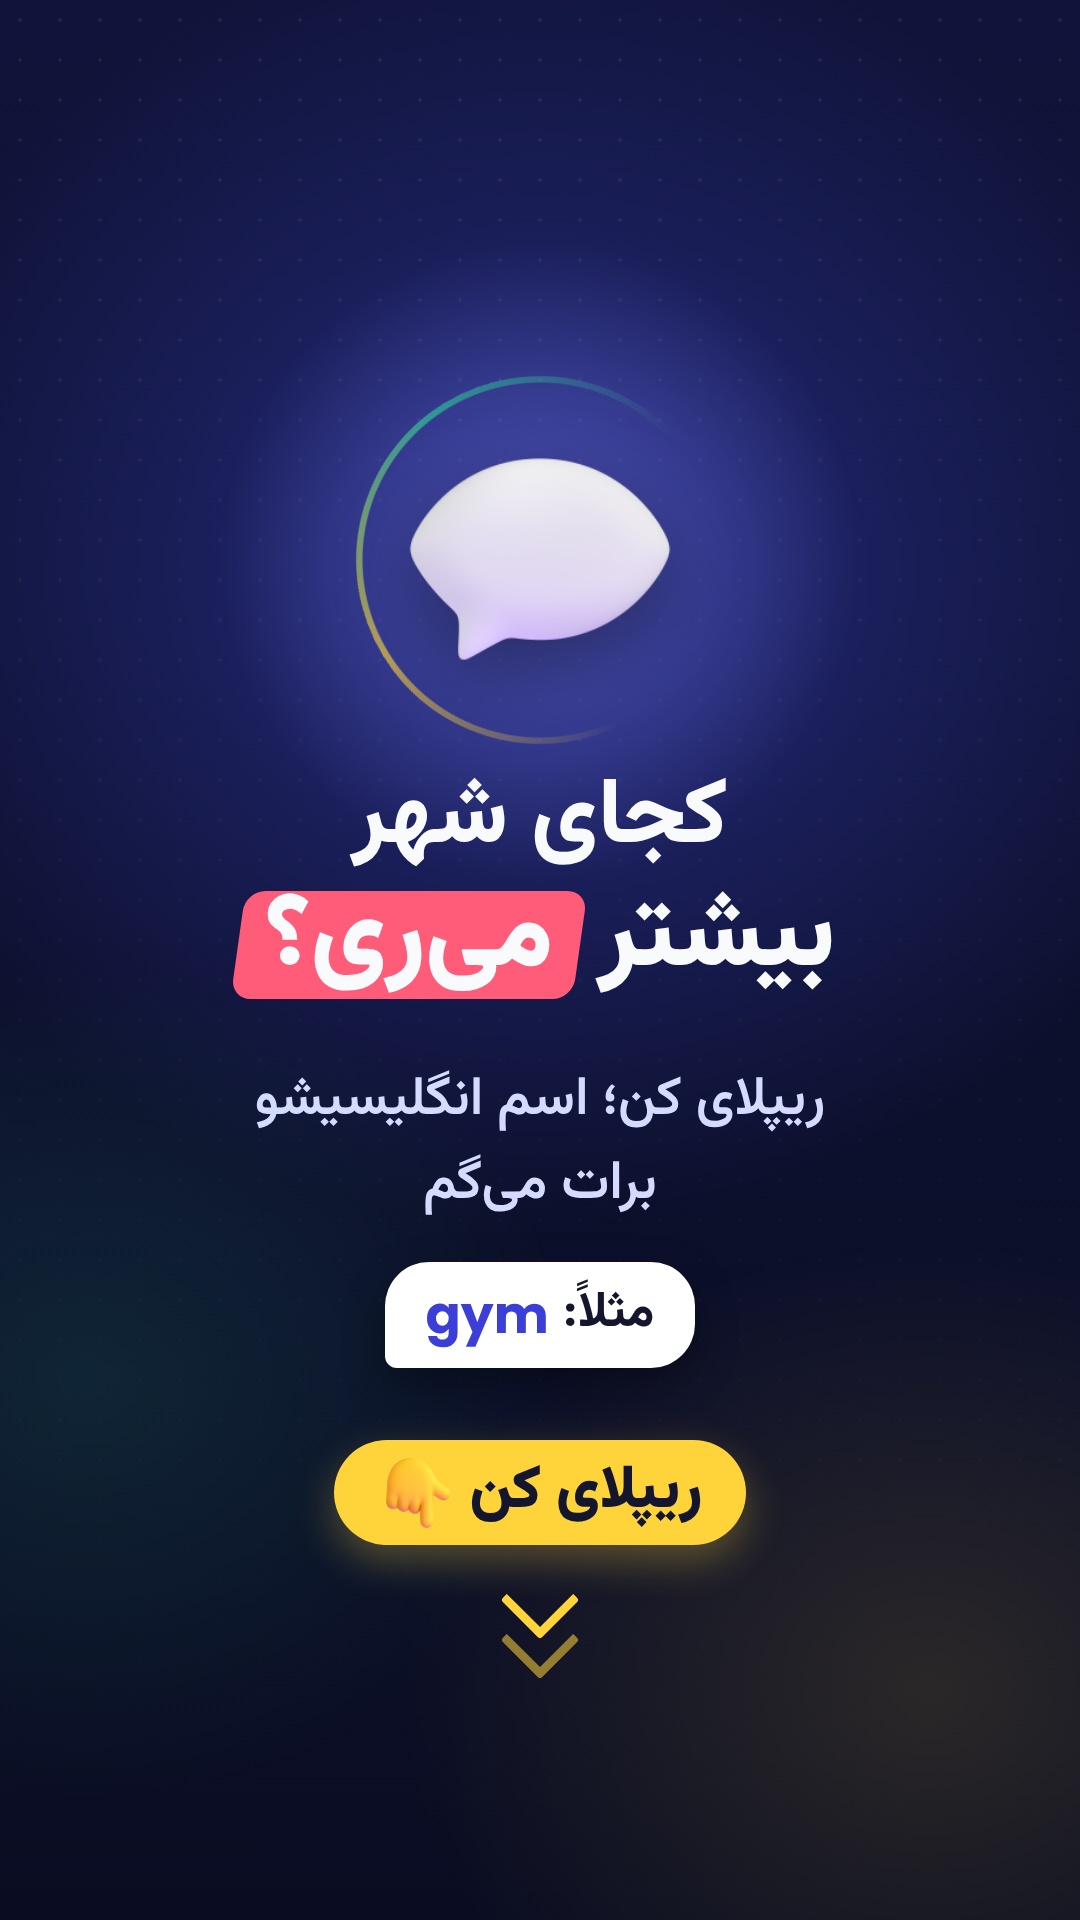 کجای شهر
بیشتر می‌ری؟
ریپلای کن؛ اسم انگلیسیشو
برات می‌گم
مثلاً: gym
ریپلای کن 👇